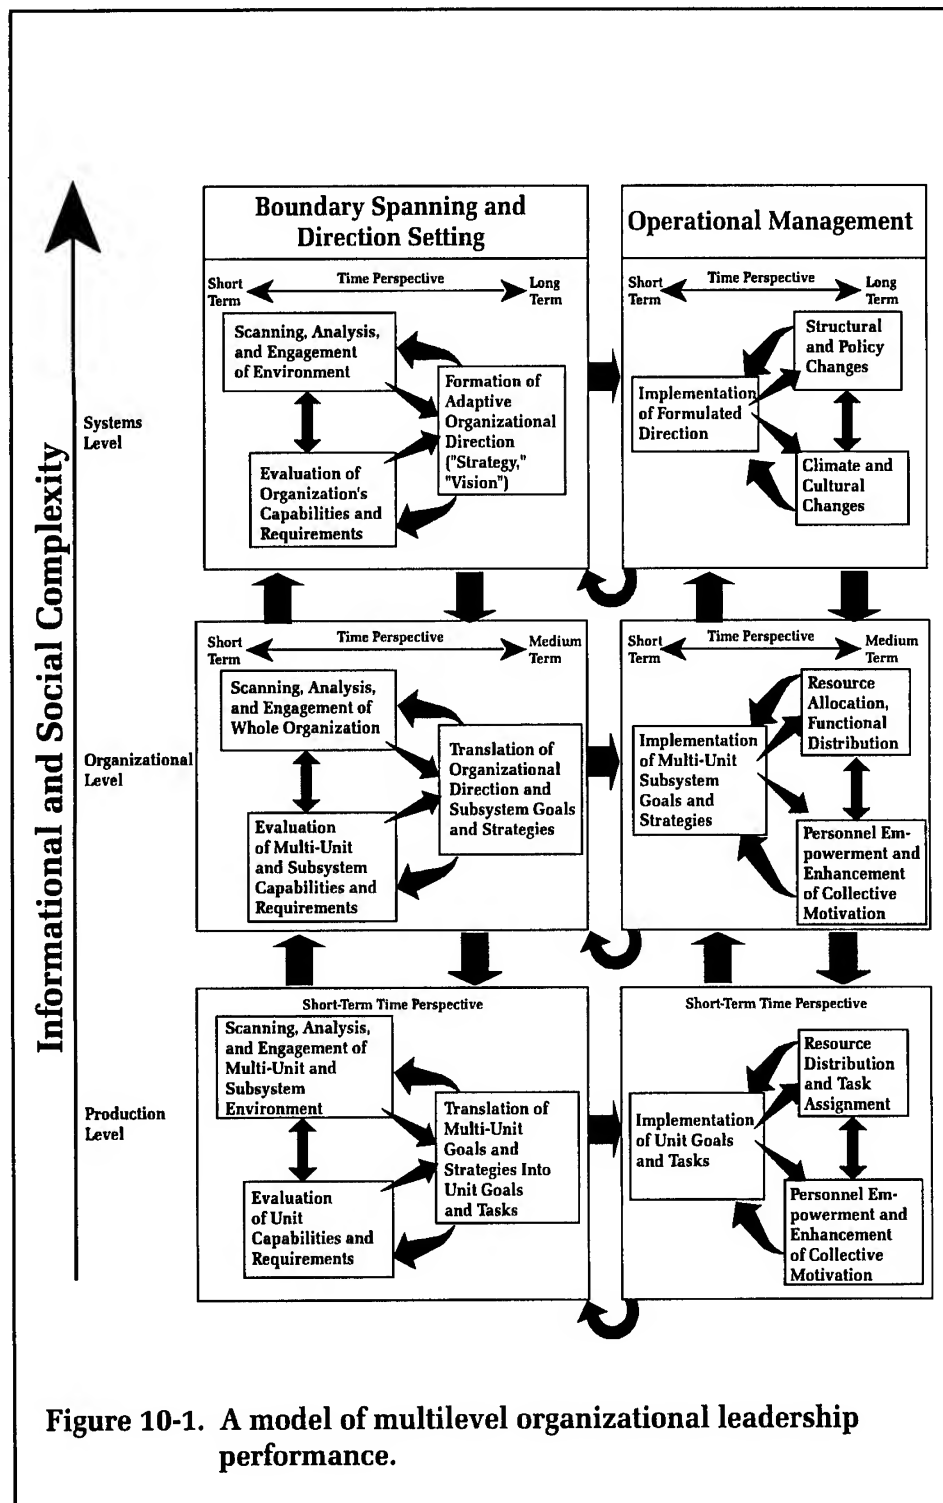 Informational and Social Complexity
Boundary Spanning and
Direction Setting
Operational Management
Systems
Level
Short
Term
Time Perspective
Long
Term
Scanning, Analysis,
and Engagement
of Environment
Evaluation of
Organization's
Capabilities and
Requirements
Formation of
Adaptive
Organizational
Direction
("Strategy,"
"Vision")
Short
Term
Time Perspective
Long
Term
Implementation
of Formulated
Direction
Structural
and Policy
Changes
Climate and
Cultural
Changes
Organizational
Level
Short
Term
Time Perspective
Medium
Term
Scanning, Analysis,
and Engagement of
Whole Organization
Evaluation
of Multi-Unit
and Subsystem
Capabilities and
Requirements
Translation of
Organizational
Direction and
Subsystem Goals
and Strategies
Short
Term
Time Perspective
Medium
Term
Implementation
of Multi-Unit
Subsystem
Goals and
Strategies
Resource
Allocation,
Functional
Distribution
Personnel Em-
powerment and
Enhancement
of Collective
Motivation
Production
Level
Short-Term Time Perspective
Scanning, Analysis,
and Engagement of
Multi-Unit and
Subsystem
Environment
Evaluation
of Unit
Capabilities and
Requirements
Translation of
Multi-Unit
Goals and
Strategies Into
Unit Goals
and Tasks
Short-Term Time Perspective
Implementation
of Unit Goals
and Tasks
Resource
Distribution
and Task
Assignment
Personnel Em-
powerment and
Enhancement
of Collective
Motivation
Figure 10-1. A model of multilevel organizational leadership
performance.